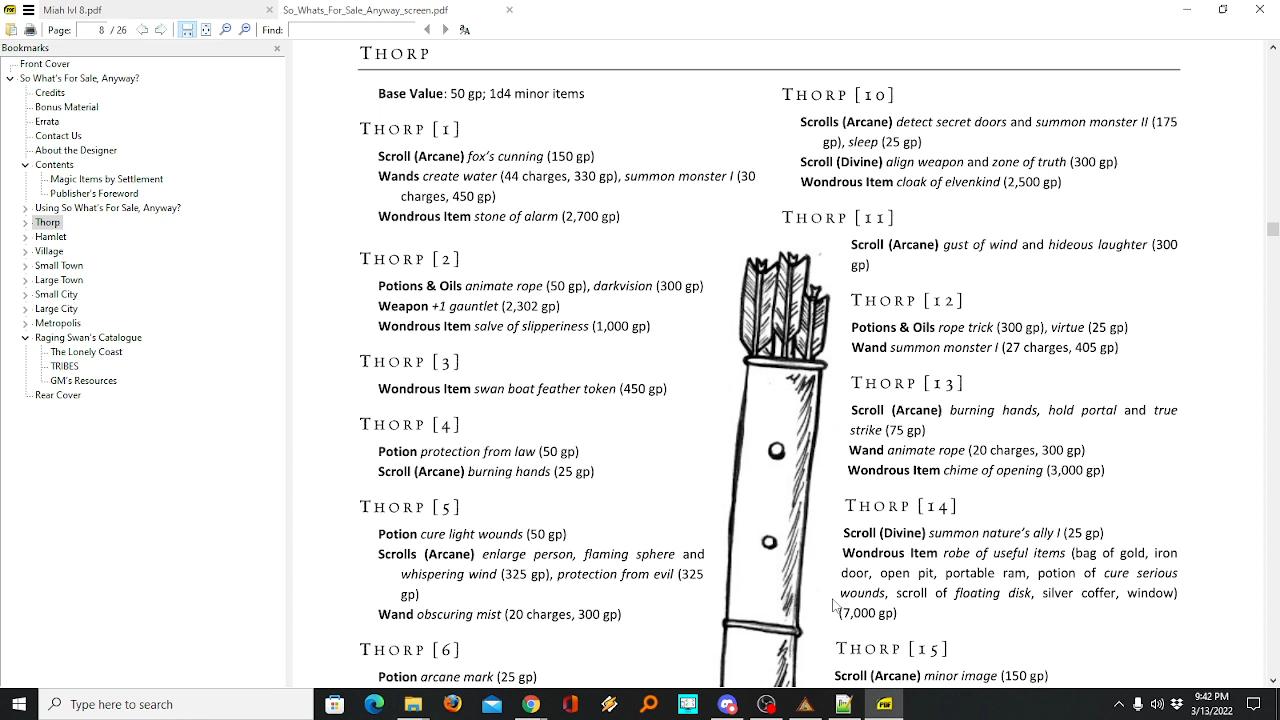 Miah lvl 8.pdf
So_Whats_For_Sale_Anyway_screen.pdf
Page: 8 / 26
Find:
Bookmarks
Front Cover
So What's For Sale, Anyway?
Credits
Bonus Material
Errata
Contact Us
About the Designer
Contents
Magic Items by Settlement
Publisher's Foreword
Using So What's For Sale, Anyway?
Thorp
Hamlet
Village
Small Town
Large Town
Small City
Large City
Metropolis
Raging Swan's Catalogue
The Lonely Coast
TRIBES
GM's Resources
Rear Cover
THORP
Base Value: 50 gp; 1d4 minor items
THORP [1]
Scroll (Arcane) fox's cunning (150 gp)
Wands create water (44 charges, 330 gp), summon monster I (30
charges, 450 gp)
Wondrous Item stone of alarm (2,700 gp)
THORP [2]
Potions & Oils animate rope (50 gp), darkvision (300 gp)
Weapon +1 gauntlet (2,302 gp)
Wondrous Item salve of slipperiness (1,000 gp)
THORP [3]
Wondrous Item swan boat feather token (450 gp)
THORP [4]
Potion protection from law (50 gp)
Scroll (Arcane) burning hands (25 gp)
THORP [5]
Potion cure light wounds (50 gp)
Scrolls (Arcane) enlarge person, flaming sphere and
whispering wind (325 gp), protection from evil (325
gp)
Wand obscuring mist (20 charges, 300 gp)
THORP [6]
Potion arcane mark (25 gp)
THORP [10]
Scrolls (Arcane) detect secret doors and summon monster II (175
gp), sleep (25 gp)
Scroll (Divine) align weapon and zone of truth (300 gp)
Wondrous Item cloak of elvenkind (2,500 gp)
THORP [11]
Scroll (Arcane) gust of wind and hideous laughter (300
gp)
THORP [12]
Potions & Oils rope trick (300 gp), virtue (25 gp)
Wand summon monster I (27 charges, 405 gp)
THORP [13]
Scroll (Arcane) burning hands, hold portal and true
strike (75 gp)
Wand animate rope (20 charges, 300 gp)
Wondrous Item chime of opening (3,000 gp)
THORP [14]
Scroll (Divine) summon nature's ally I (25 gp)
Wondrous Item robe of useful items (bag of gold, iron
door, open pit, portable ram, potion of cure serious
wounds, scroll of floating disk, silver coffer, window)
(7,000 gp)
THORP [15]
Scroll (Arcane) minor image (150 gp)
Type here to search
9:42 PM
3/13/2022